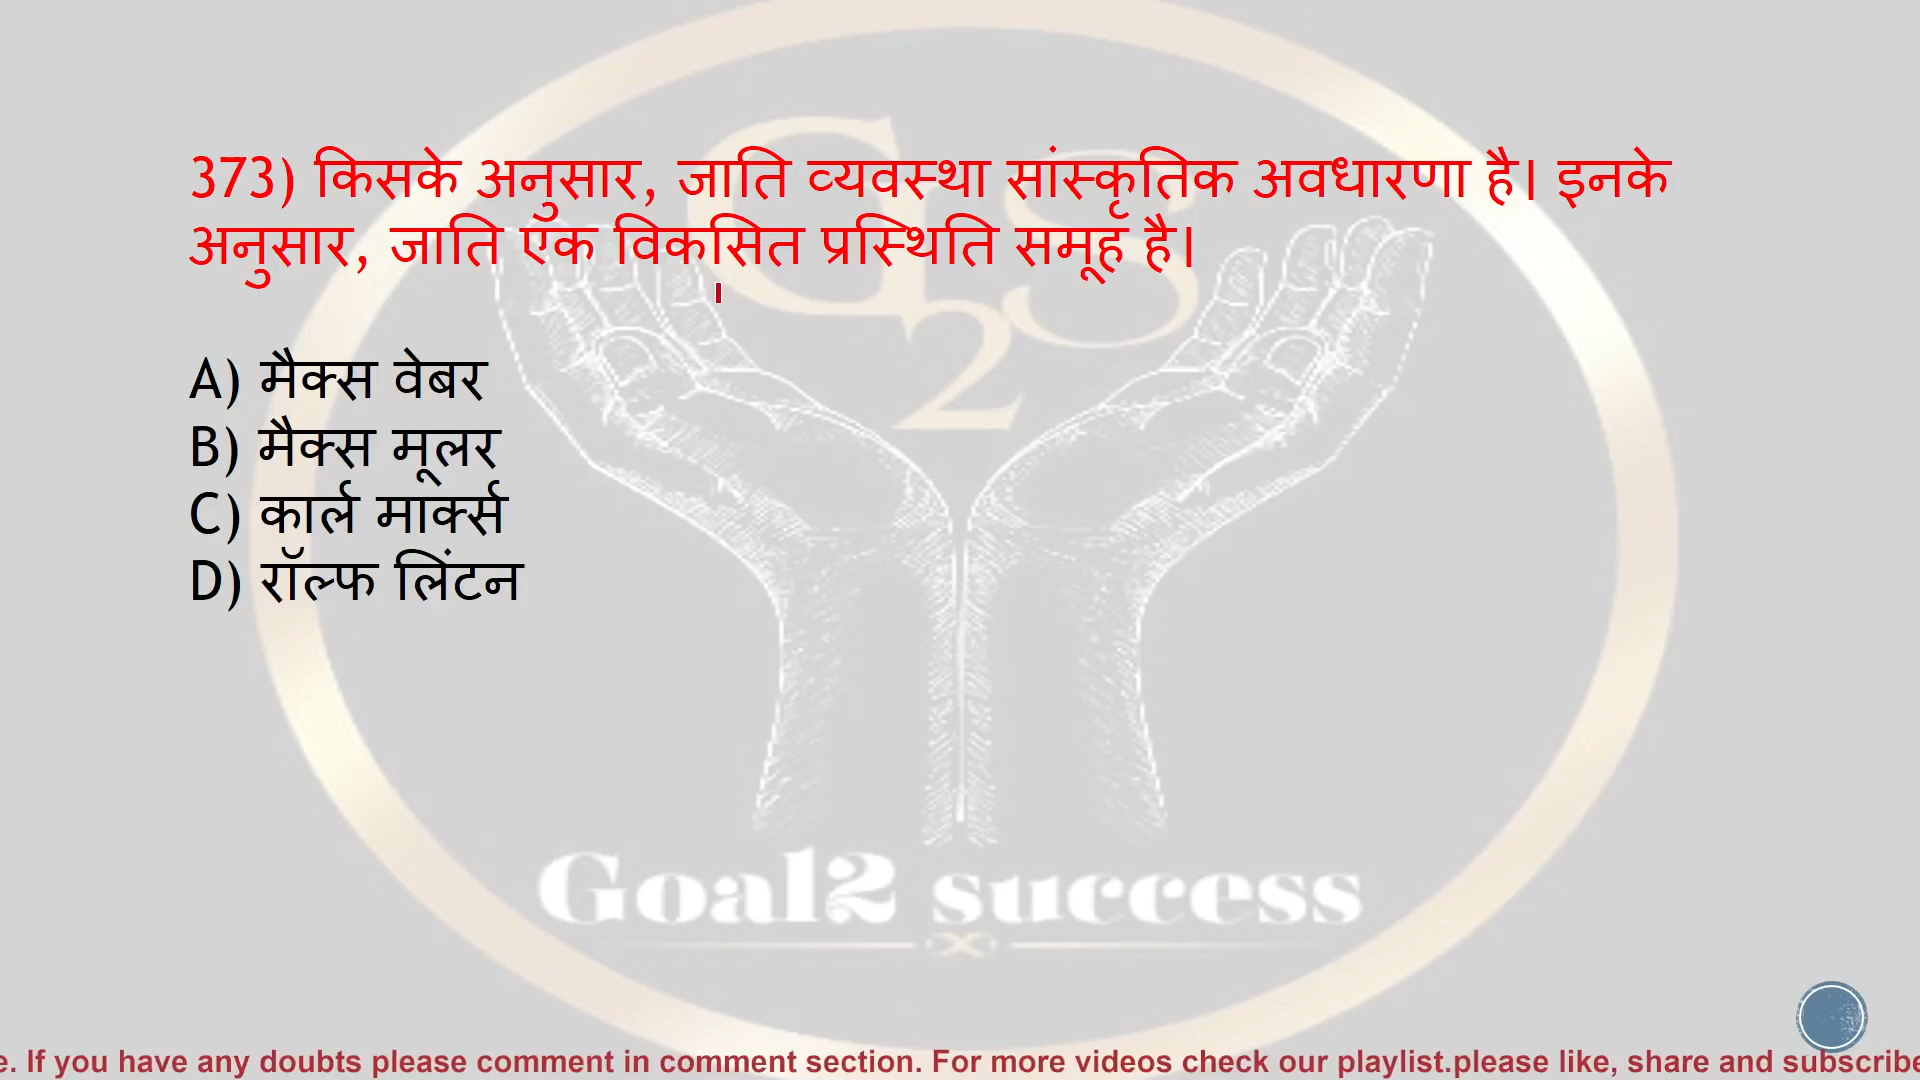 G2S
373) किसके अनुसार, जाति व्यवस्था सांस्कृतिक अवधारणा है। इनके
अनुसार, जाति एक विकसित प्रस्थिति समूह है।
A) मैक्स वेबर
B) मैक्स मूलर
C) कार्ल मार्क्स
D) रॉल्फ लिंटन
Goal2 success
e. If you have any doubts please comment in comment section. For more videos check our playlist.please like, share and subscribe